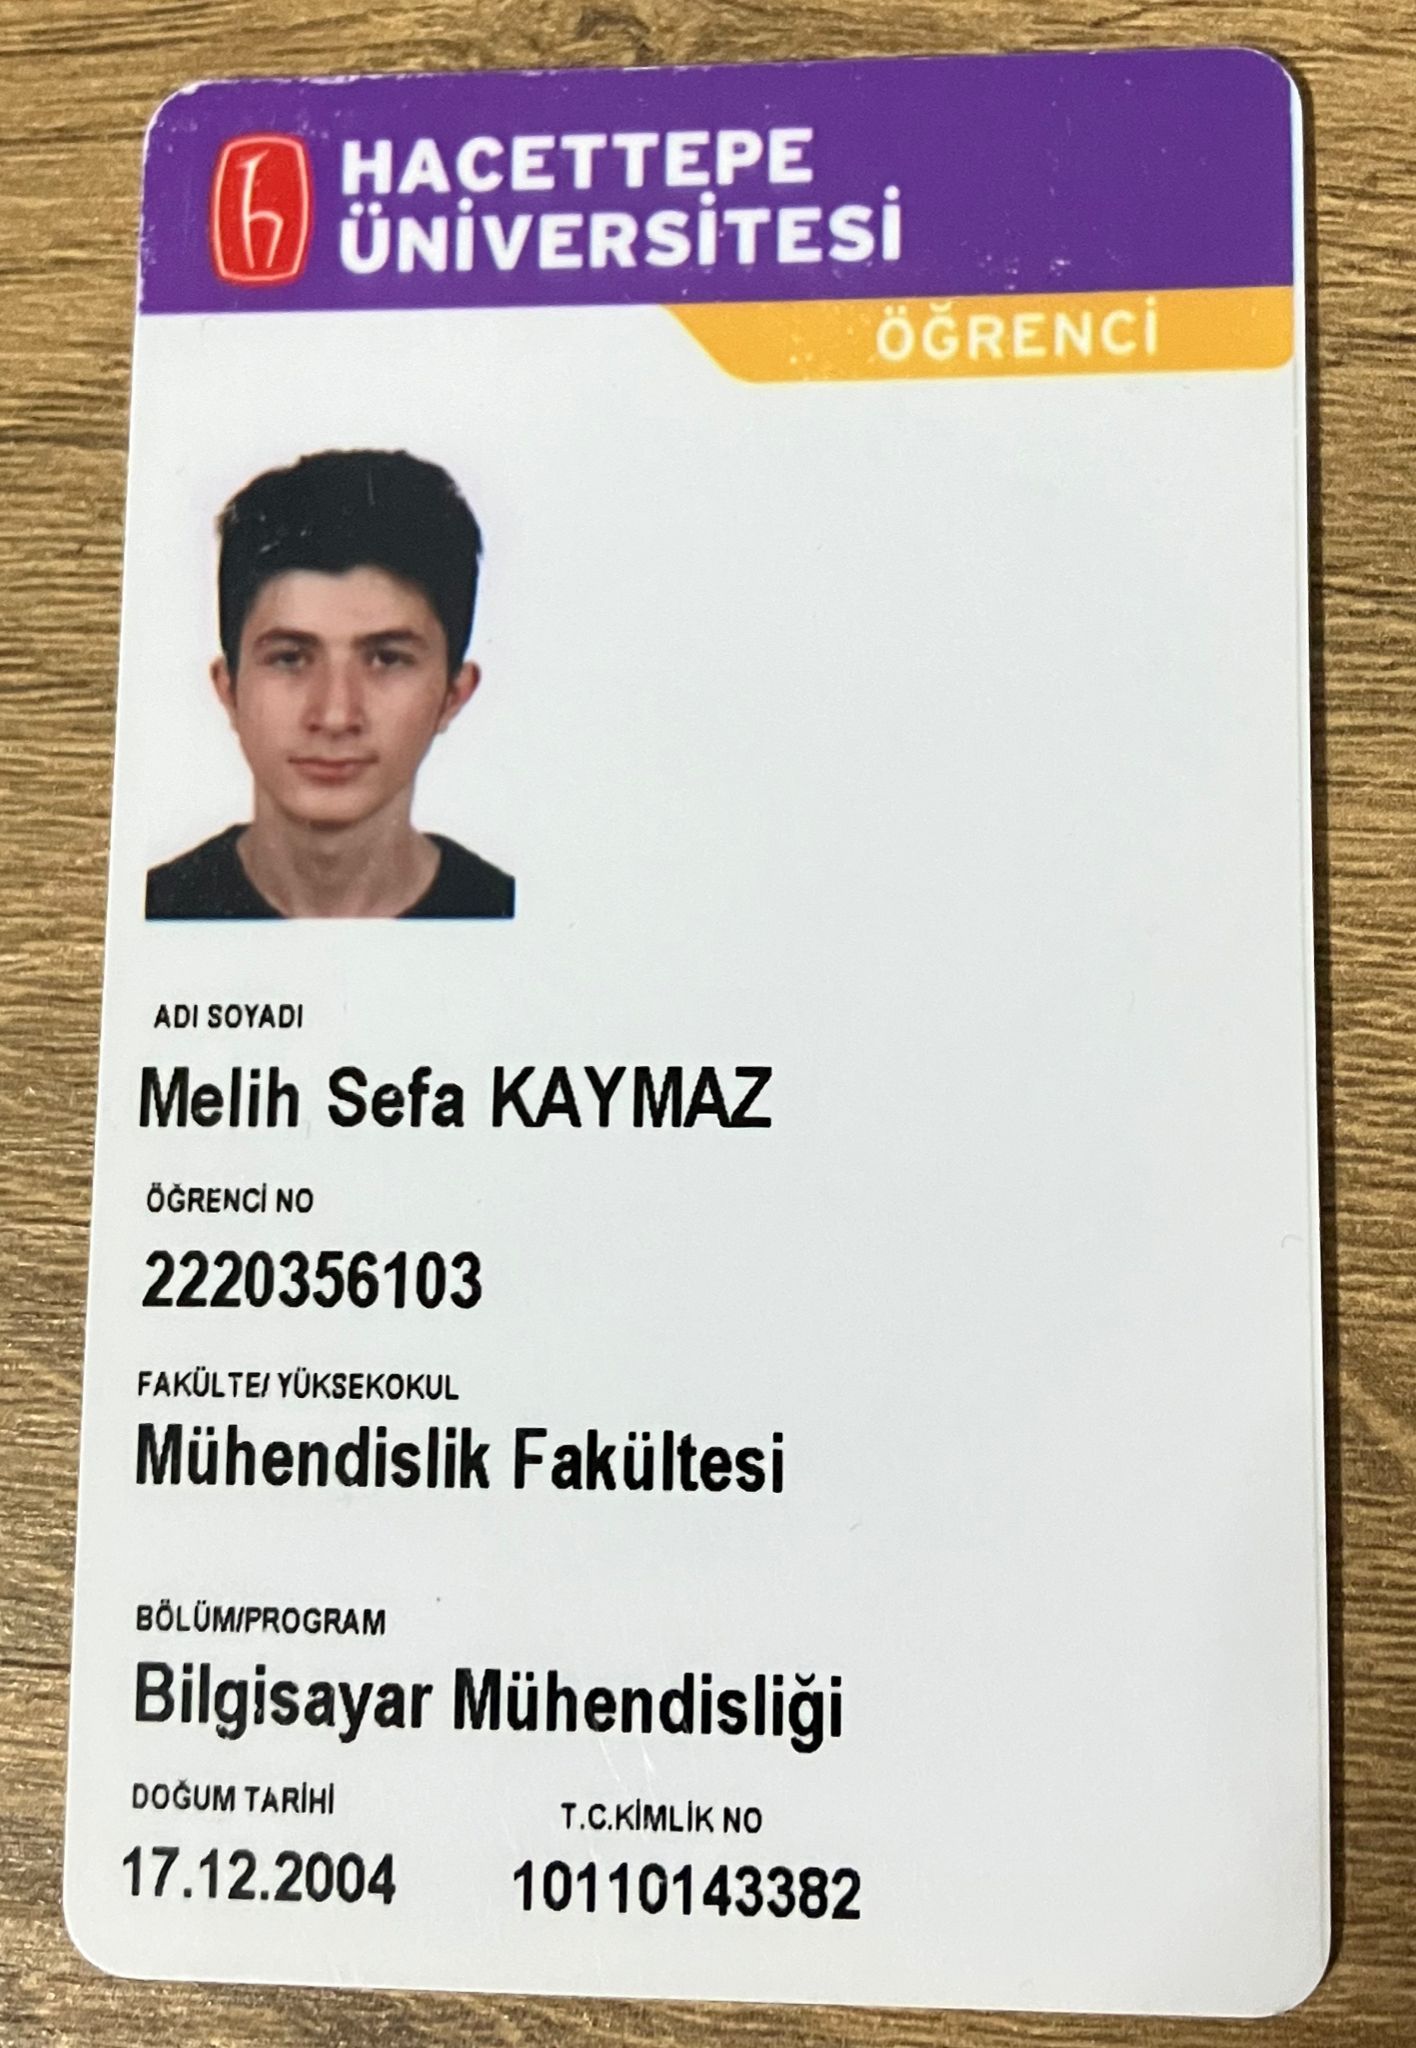 HACETTEPE
ÜNİVERSİTESİ
ÖĞRENCİ
ADI SOYADI
Melih Sefa KAYMAZ
ÖĞRENCİ NO
2220356103
FAKÜLTE/ YÜKSEKOKUL
Mühendislik Fakültesi
BÖLÜM/PROGRAM
Bilgisayar Mühendisliği
DOĞUM TARİHİ T.C.KİMLİK NO
17.12.2004 10110143382